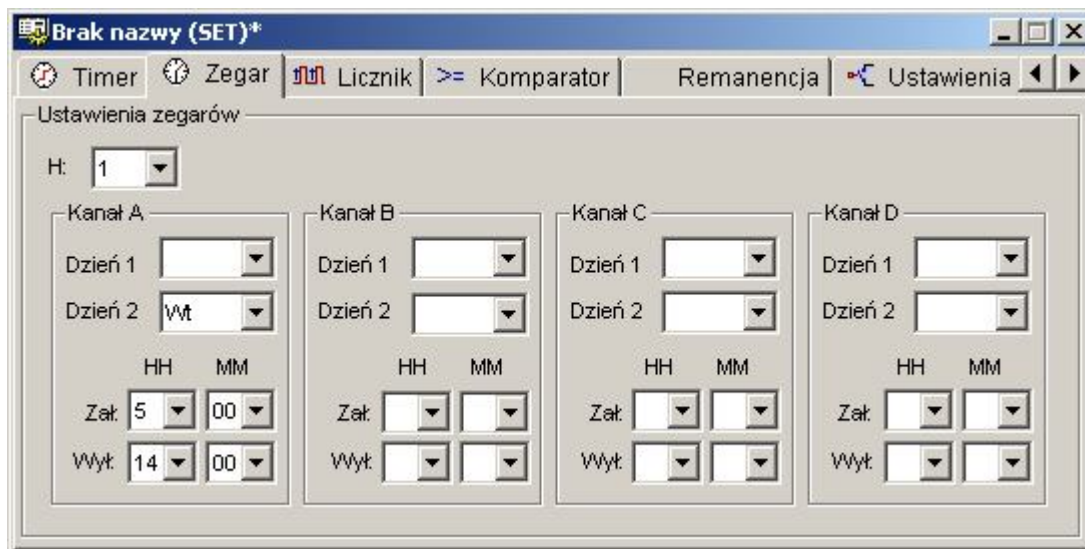 Brak nazwy (SET)*
Timer Zegar Licznik >= Komparator Remanencja Ustawienia
Ustawienia zegarów
H: 1
Kanał A Kanał B Kanał C Kanał D
Dzień 1 Dzień 1 Dzień 1 Dzień 1
Dzień 2 Wt Dzień 2 Dzień 2 Dzień 2
HH MM HH MM HH MM HH MM
Zał: 5 00 Zał: Zał: Zał:
Wył: 14 00 Wył: Wył: Wył: